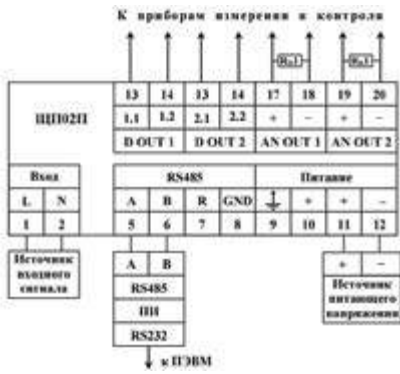 К приборам измерения и контроля
Rн1 Rн1
13 14 13 14 17 18 19 20
ЩП02П 1.1 1.2 2.1 2.2 + − + −
D OUT 1 D OUT 2 AN OUT 1 AN OUT 2
Вход RS485 Питание
L N A B R GND + + −
1 2 5 6 7 8 9 10 11 12
Источник входного сигнала
A B
RS485
ПИ
RS232
к ПЭВМ
+ −
Источник питающего напряжения